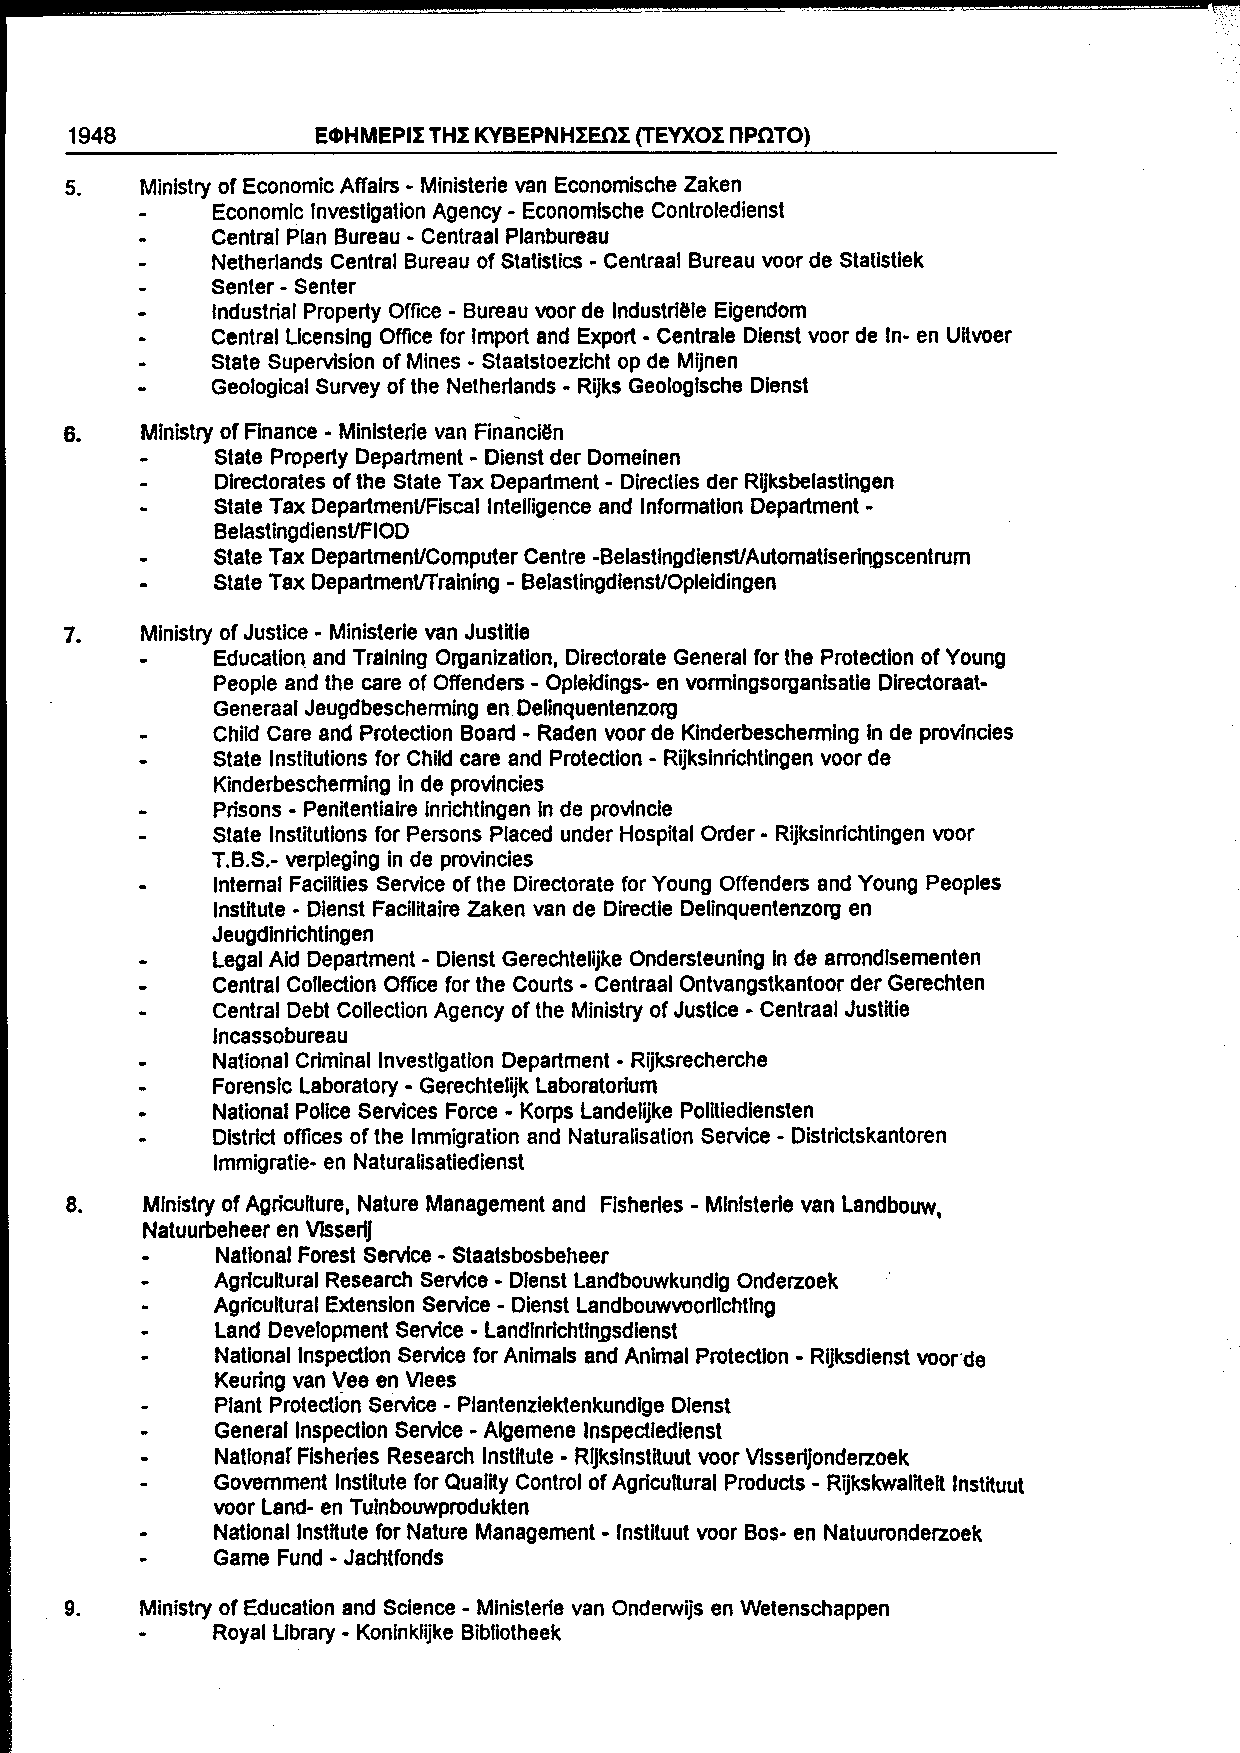 1948 ΕΦΗΜΕΡΙΣ ΤΗΣ ΚΥΒΕΡΝΗΣΕΩΣ (ΤΕΥΧΟΣ ΠΡΩΤΟ)
5. Ministry of Economic Affairs - Ministerie van Economische Zaken
- Economic Investigation Agency - Economische Controledienst
- Central Plan Bureau - Centraal Planbureau
- Netherlands Central Bureau of Statistics - Centraal Bureau voor de Statistiek
- Senter - Senter
- Industrial Property Office - Bureau voor de Industriële Eigendom
- Central Licensing Office for Import and Export - Centrale Dienst voor de In- en Uitvoer
- State Supervision of Mines - Staatstoezicht op de Mijnen
- Geological Survey of the Netherlands - Rijks Geologische Dienst
6. Ministry of Finance - Ministerie van Financiën
- State Property Department - Dienst der Domeinen
- Directorates of the State Tax Department - Directies der Rijksbelastingen
- State Tax Department/Fiscal Intelligence and Information Department -
Belastingdienst/FIOD
- State Tax Department/Computer Centre -Belastingdienst/Automatiseringscentrum
- State Tax Department/Training - Belastingdienst/Opleidingen
7. Ministry of Justice - Ministerie van Justitie
- Education and Training Organization, Directorate General for the Protection of Young
People and the care of Offenders - Opleidings- en vormingsorganisatie Directoraat-
Generaal Jeugdbescherming en Delinquentenzorg
- Child Care and Protection Board - Raden voor de Kinderbescherming in de provincies
- State Institutions for Child care and Protection - Rijksinrichtingen voor de
Kinderbescherming in de provincies
- Prisons - Penitentiaire inrichtingen in de provincie
- State Institutions for Persons Placed under Hospital Order - Rijksinrichtingen voor
T.B.S.- verpleging in de provincies
- Internal Facilities Service of the Directorate for Young Offenders and Young Peoples
Institute - Dienst Facilitaire Zaken van de Directie Delinquentenzorg en
Jeugdinrichtingen
- Legal Aid Department - Dienst Gerechtelijke Ondersteuning in de arrondisementen
- Central Collection Office for the Courts - Centraal Ontvangstkantoor der Gerechten
- Central Debt Collection Agency of the Ministry of Justice - Centraal Justitie
Incassobureau
- National Criminal Investigation Department - Rijksrecherche
- Forensic Laboratory - Gerechtelijk Laboratorium
- National Police Services Force - Korps Landelijke Politiediensten
- District offices of the Immigration and Naturalisation Service - Districtskantoren
Immigratie- en Naturalisatiedienst
8. Ministry of Agriculture, Nature Management and Fisheries - Ministerie van Landbouw,
Natuurbeheer en Visserij
- National Forest Service - Staatsbosbeheer
- Agricultural Research Service - Dienst Landbouwkundig Onderzoek
- Agricultural Extension Service - Dienst Landbouwvoorlichting
- Land Development Service - Landinrichtingsdienst
- National Inspection Service for Animals and Animal Protection - Rijksdienst voor de
Keuring van Vee en Vlees
- Plant Protection Service - Plantenziektenkundige Dienst
- General Inspection Service - Algemene Inspectiedienst
- National Fisheries Research Institute - Rijksinstituut voor Visserijonderzoek
- Government Institute for Quality Control of Agricultural Products - Rijkskwaliteit Instituut
voor Land- en Tuinbouwprodukten
- National Institute for Nature Management - Instituut voor Bos- en Natuuronderzoek
- Game Fund - Jachtfonds
9. Ministry of Education and Science - Ministerie van Onderwijs en Wetenschappen
- Royal Library - Koninklijke Bibliotheek